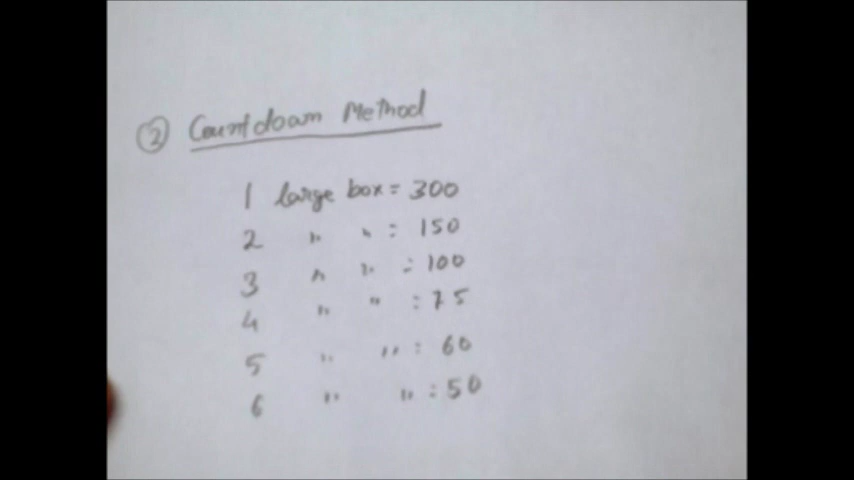 ② Countdown Method
1 large box = 300
2 " " = 150
3 " " = 100
4 " " = 75
5 " " = 60
6 " " = 50